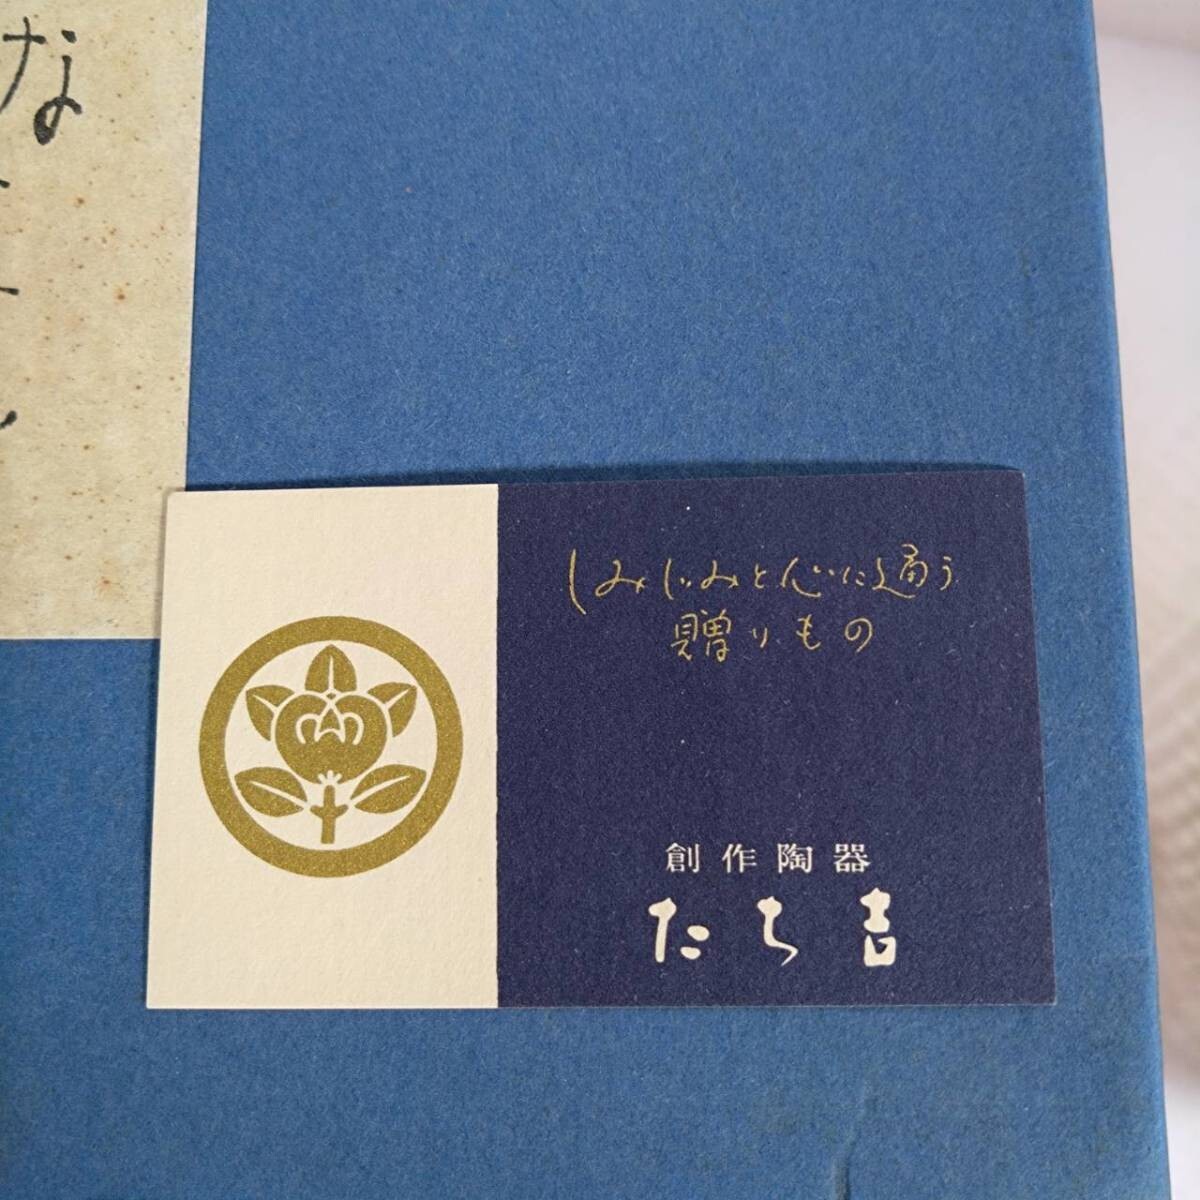 な
しみじみと心に通う
贈りもの
創作陶器
たち吉